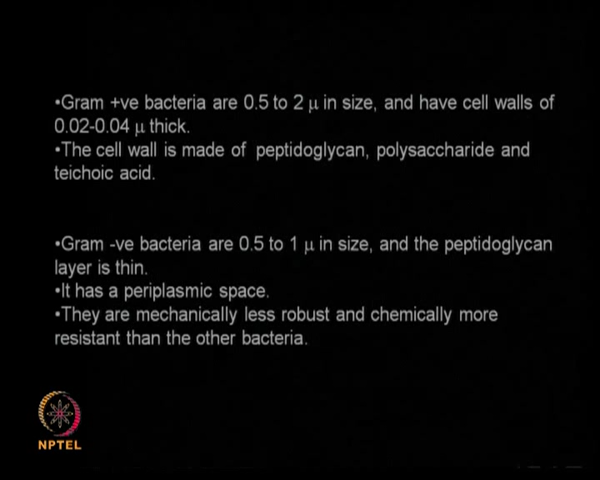 •Gram +ve bacteria are 0.5 to 2 μ in size, and have cell walls of
0.02-0.04 μ thick.
•The cell wall is made of peptidoglycan, polysaccharide and
teichoic acid.
•Gram -ve bacteria are 0.5 to 1 μ in size, and the peptidoglycan
layer is thin.
•It has a periplasmic space.
•They are mechanically less robust and chemically more
resistant than the other bacteria.
NPTEL